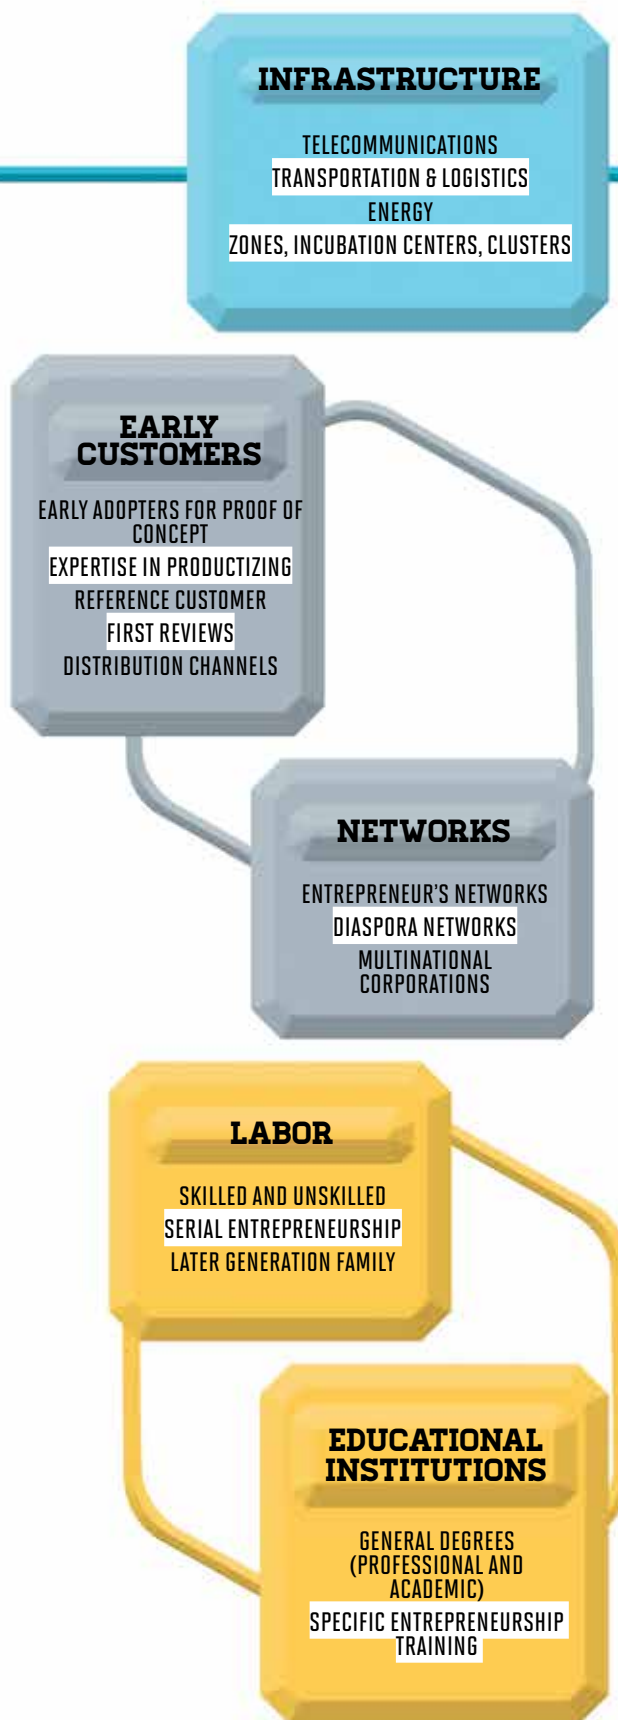 INFRASTRUCTURE
TELECOMMUNICATIONS
TRANSPORTATION & LOGISTICS
ENERGY
ZONES, INCUBATION CENTERS, CLUSTERS
EARLY
CUSTOMERS
EARLY ADOPTERS FOR PROOF OF
CONCEPT
EXPERTISE IN PRODUCTIZING
REFERENCE CUSTOMER
FIRST REVIEWS
DISTRIBUTION CHANNELS
NETWORKS
ENTREPRENEUR'S NETWORKS
DIASPORA NETWORKS
MULTINATIONAL
CORPORATIONS
LABOR
SKILLED AND UNSKILLED
SERIAL ENTREPRENEURSHIP
LATER GENERATION FAMILY
EDUCATIONAL
INSTITUTIONS
GENERAL DEGREES
(PROFESSIONAL AND
ACADEMIC)
SPECIFIC ENTREPRENEURSHIP
TRAINING